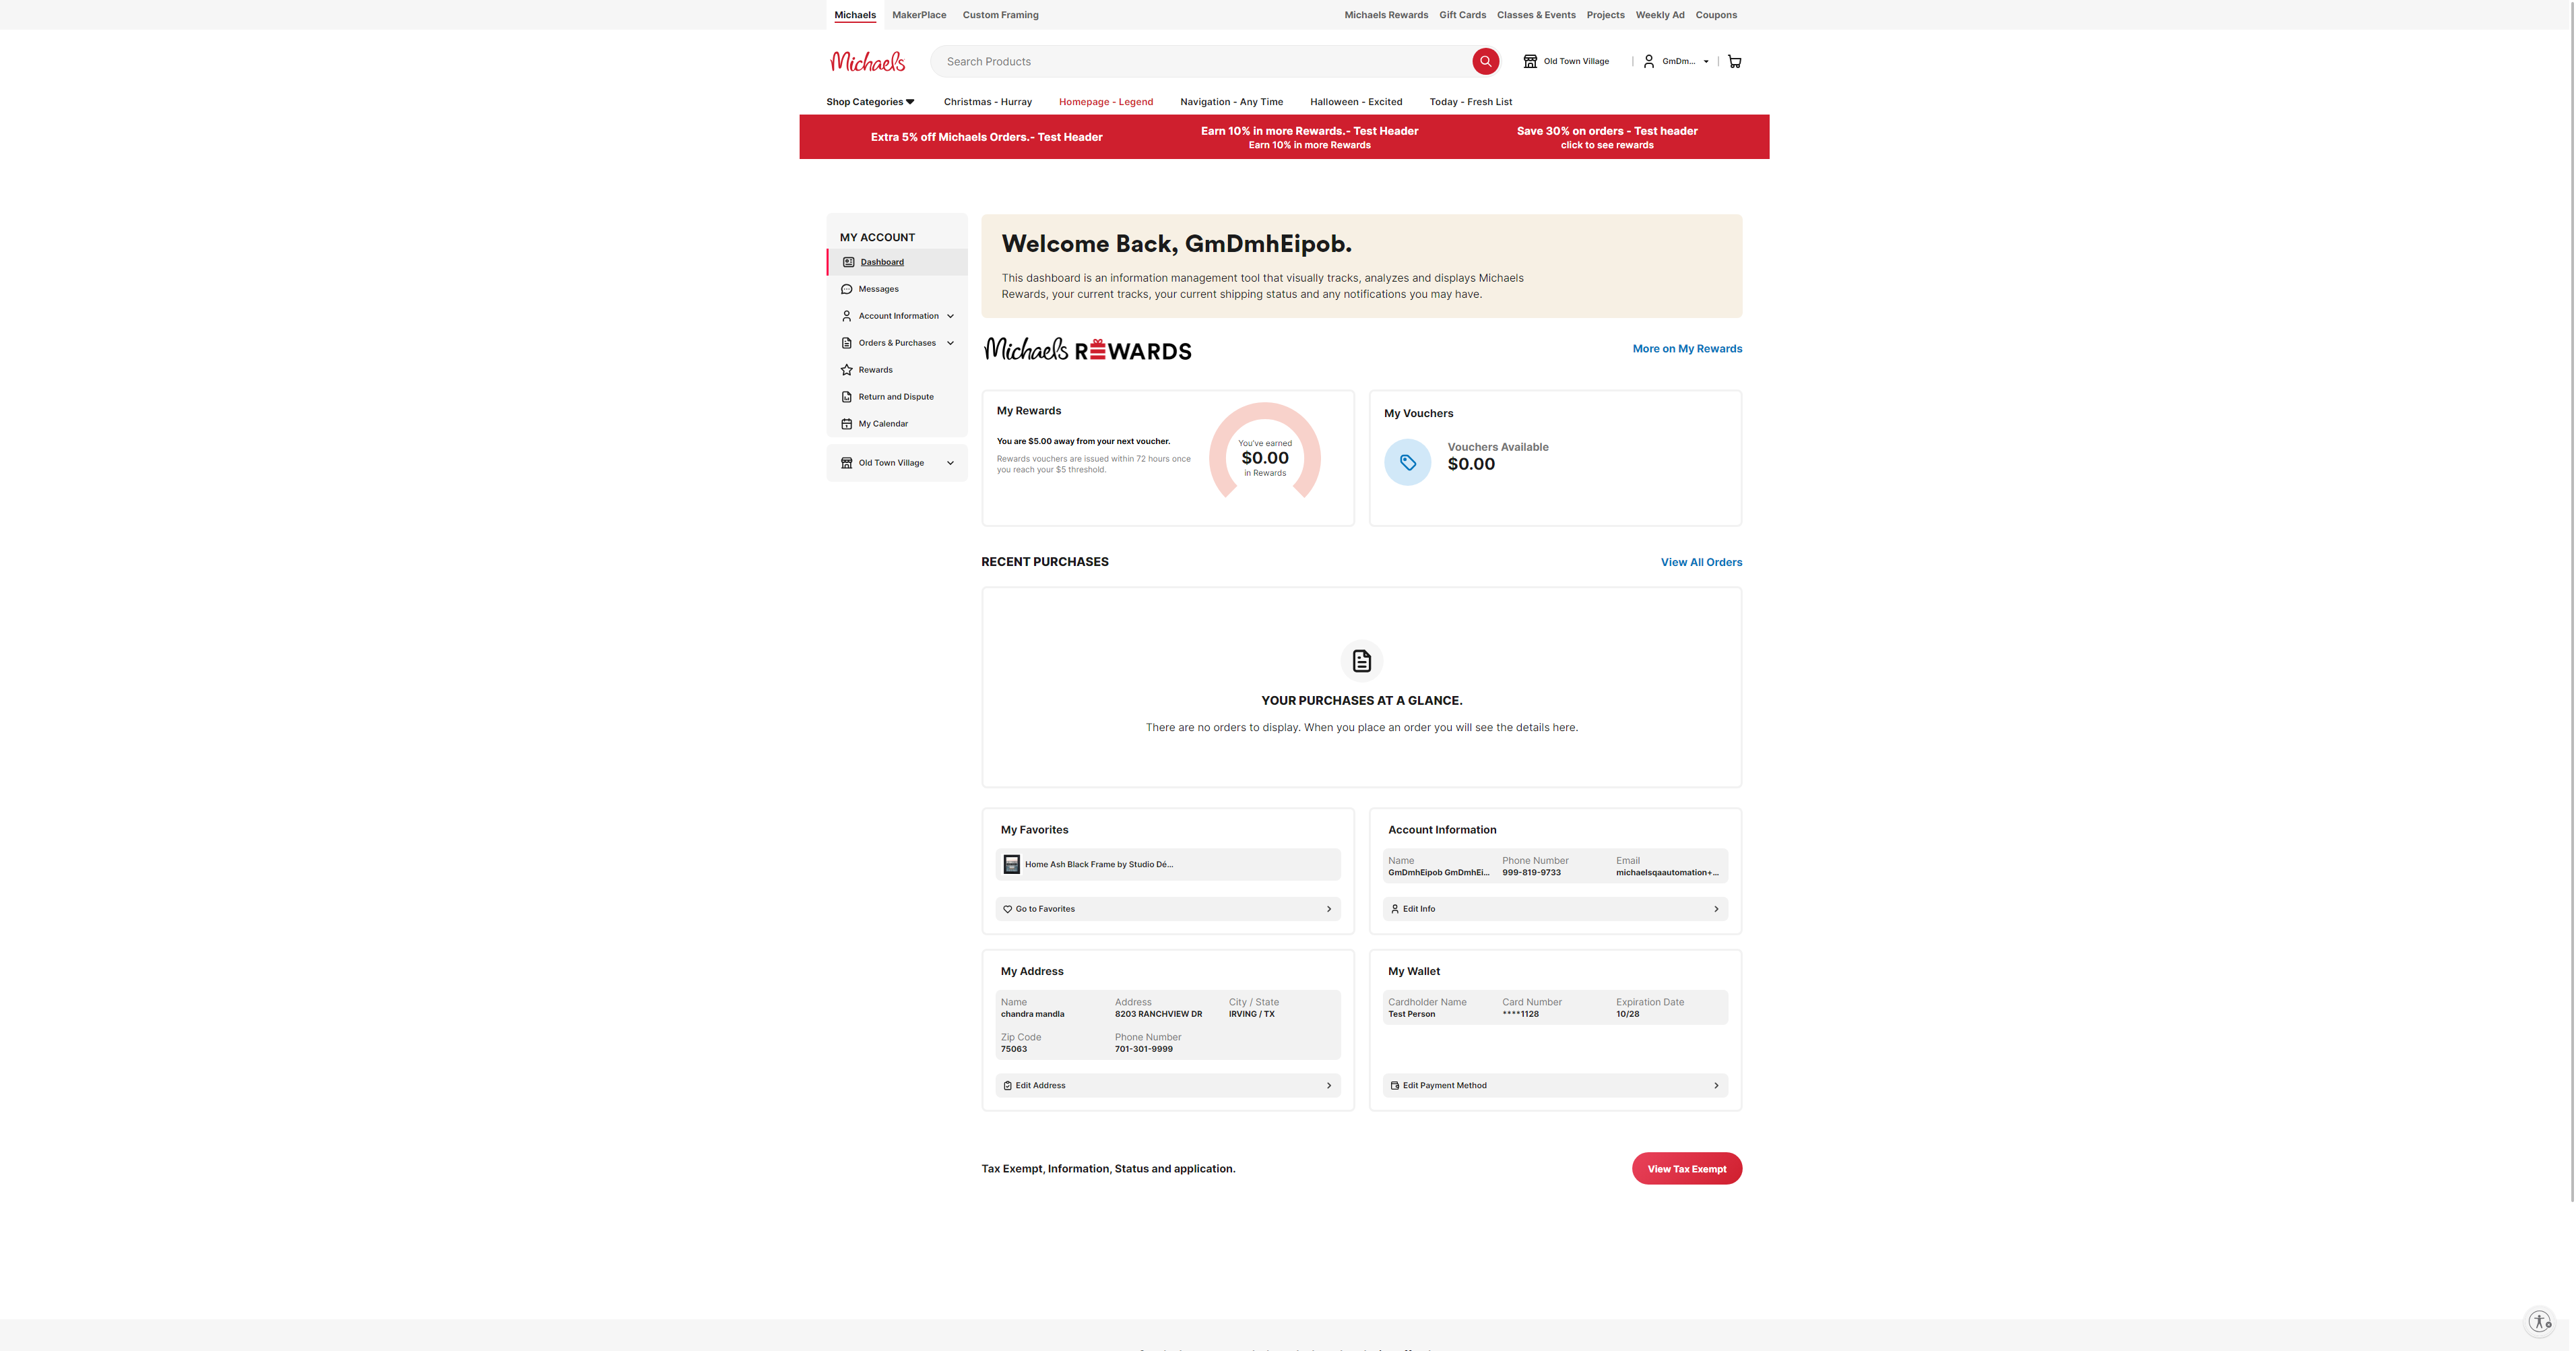 Michaels MakerPlace Custom Framing Michaels Rewards Gift Cards Classes & Events Projects Weekly Ad Coupons
Michaels Search Products Old Town Village | GmDm... |
Shop Categories Christmas - Hurray Homepage - Legend Navigation - Any Time Halloween - Excited Today - Fresh List
Extra 5% off Michaels Orders.- Test Header
Earn 10% in more Rewards.- Test Header
Earn 10% in more Rewards
Save 30% on orders - Test header
click to see rewards
MY ACCOUNT
Dashboard
Messages
Account Information
Orders & Purchases
Rewards
Return and Dispute
My Calendar
Old Town Village
Welcome Back, GmDmhEipob.
This dashboard is an information management tool that visually tracks, analyzes and displays Michaels
Rewards, your current tracks, your current shipping status and any notifications you may have.
Michaels REWARDS More on My Rewards
My Rewards
You are $5.00 away from your next voucher.
Rewards vouchers are issued within 72 hours once
you reach your $5 threshold.
You've earned
$0.00
in Rewards
My Vouchers
Vouchers Available
$0.00
RECENT PURCHASES View All Orders
YOUR PURCHASES AT A GLANCE.
There are no orders to display. When you place an order you will see the details here.
My Favorites
Home Ash Black Frame by Studio Dé...
Go to Favorites
Account Information
Name Phone Number Email
GmDmhEipob GmDmhEi... 999-819-9733 michaelsqaautomation+...
Edit Info
My Address
Name Address City / State
chandra mandla 8203 RANCHVIEW DR IRVING / TX
Zip Code Phone Number
75063 701-301-9999
Edit Address
My Wallet
Cardholder Name Card Number Expiration Date
Test Person ****1128 10/28
Edit Payment Method
Tax Exempt, Information, Status and application. View Tax Exempt